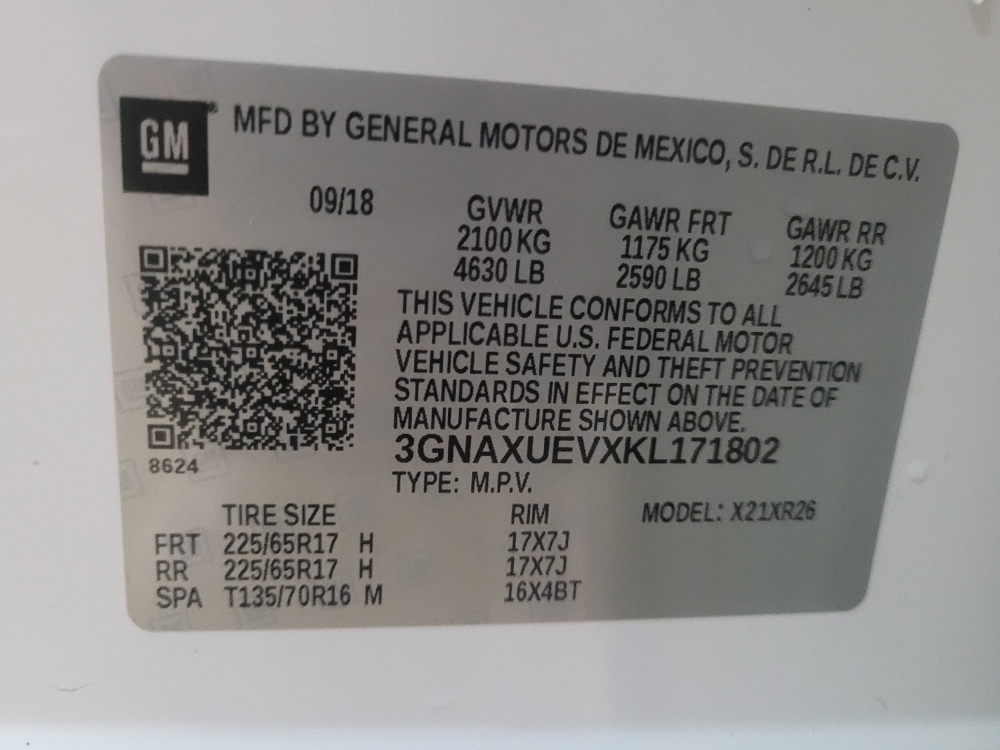 GM® MFD BY GENERAL MOTORS DE MEXICO, S. DE R.L. DE C.V.
09/18 GVWR GAWR FRT GAWR RR
2100 KG 1175 KG 1200 KG
4630 LB 2590 LB 2645 LB
THIS VEHICLE CONFORMS TO ALL
APPLICABLE U.S. FEDERAL MOTOR
VEHICLE SAFETY AND THEFT PREVENTION
STANDARDS IN EFFECT ON THE DATE OF
MANUFACTURE SHOWN ABOVE.
3GNAXUEVXKL171802
8624
TYPE: M.P.V.
TIRE SIZE RIM MODEL: X21XR26
FRT 225/65R17 H 17X7J
RR 225/65R17 H 17X7J
SPA T135/70R16 M 16X4BT